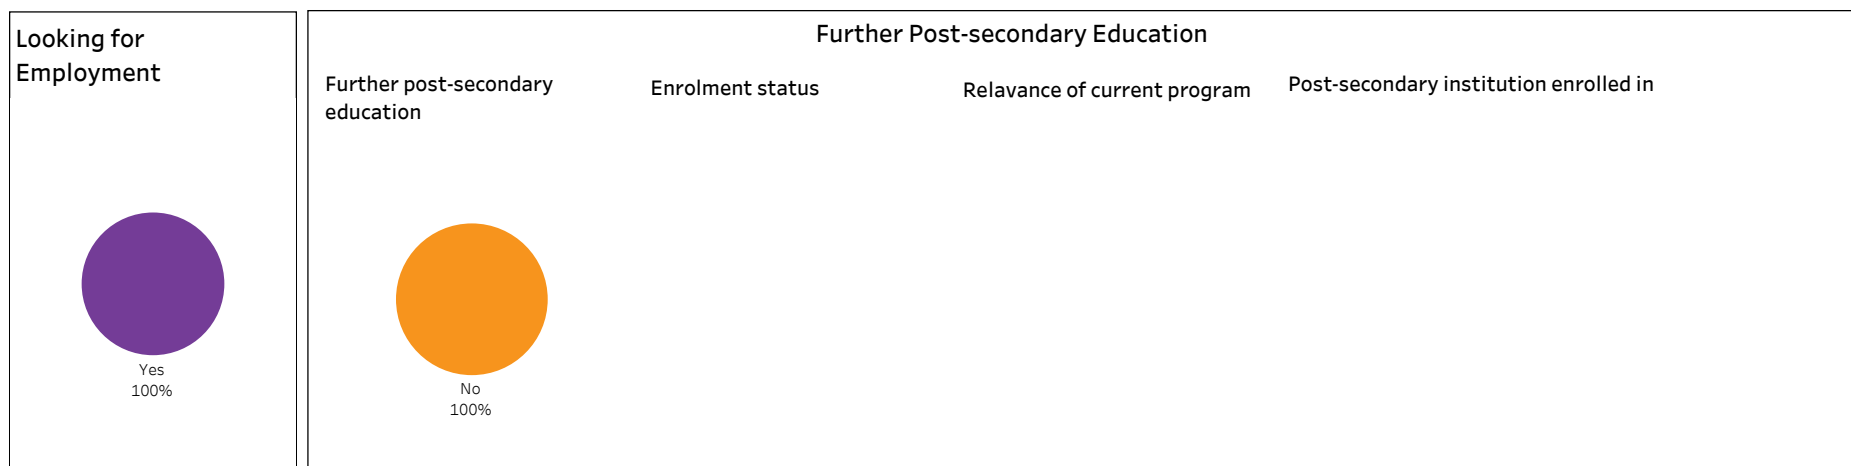 Looking for
Employment
Yes
100%
Further Post-secondary Education
Further post-secondary
education
No
100%
Enrolment status
Relavance of current program
Post-secondary institution enrolled in